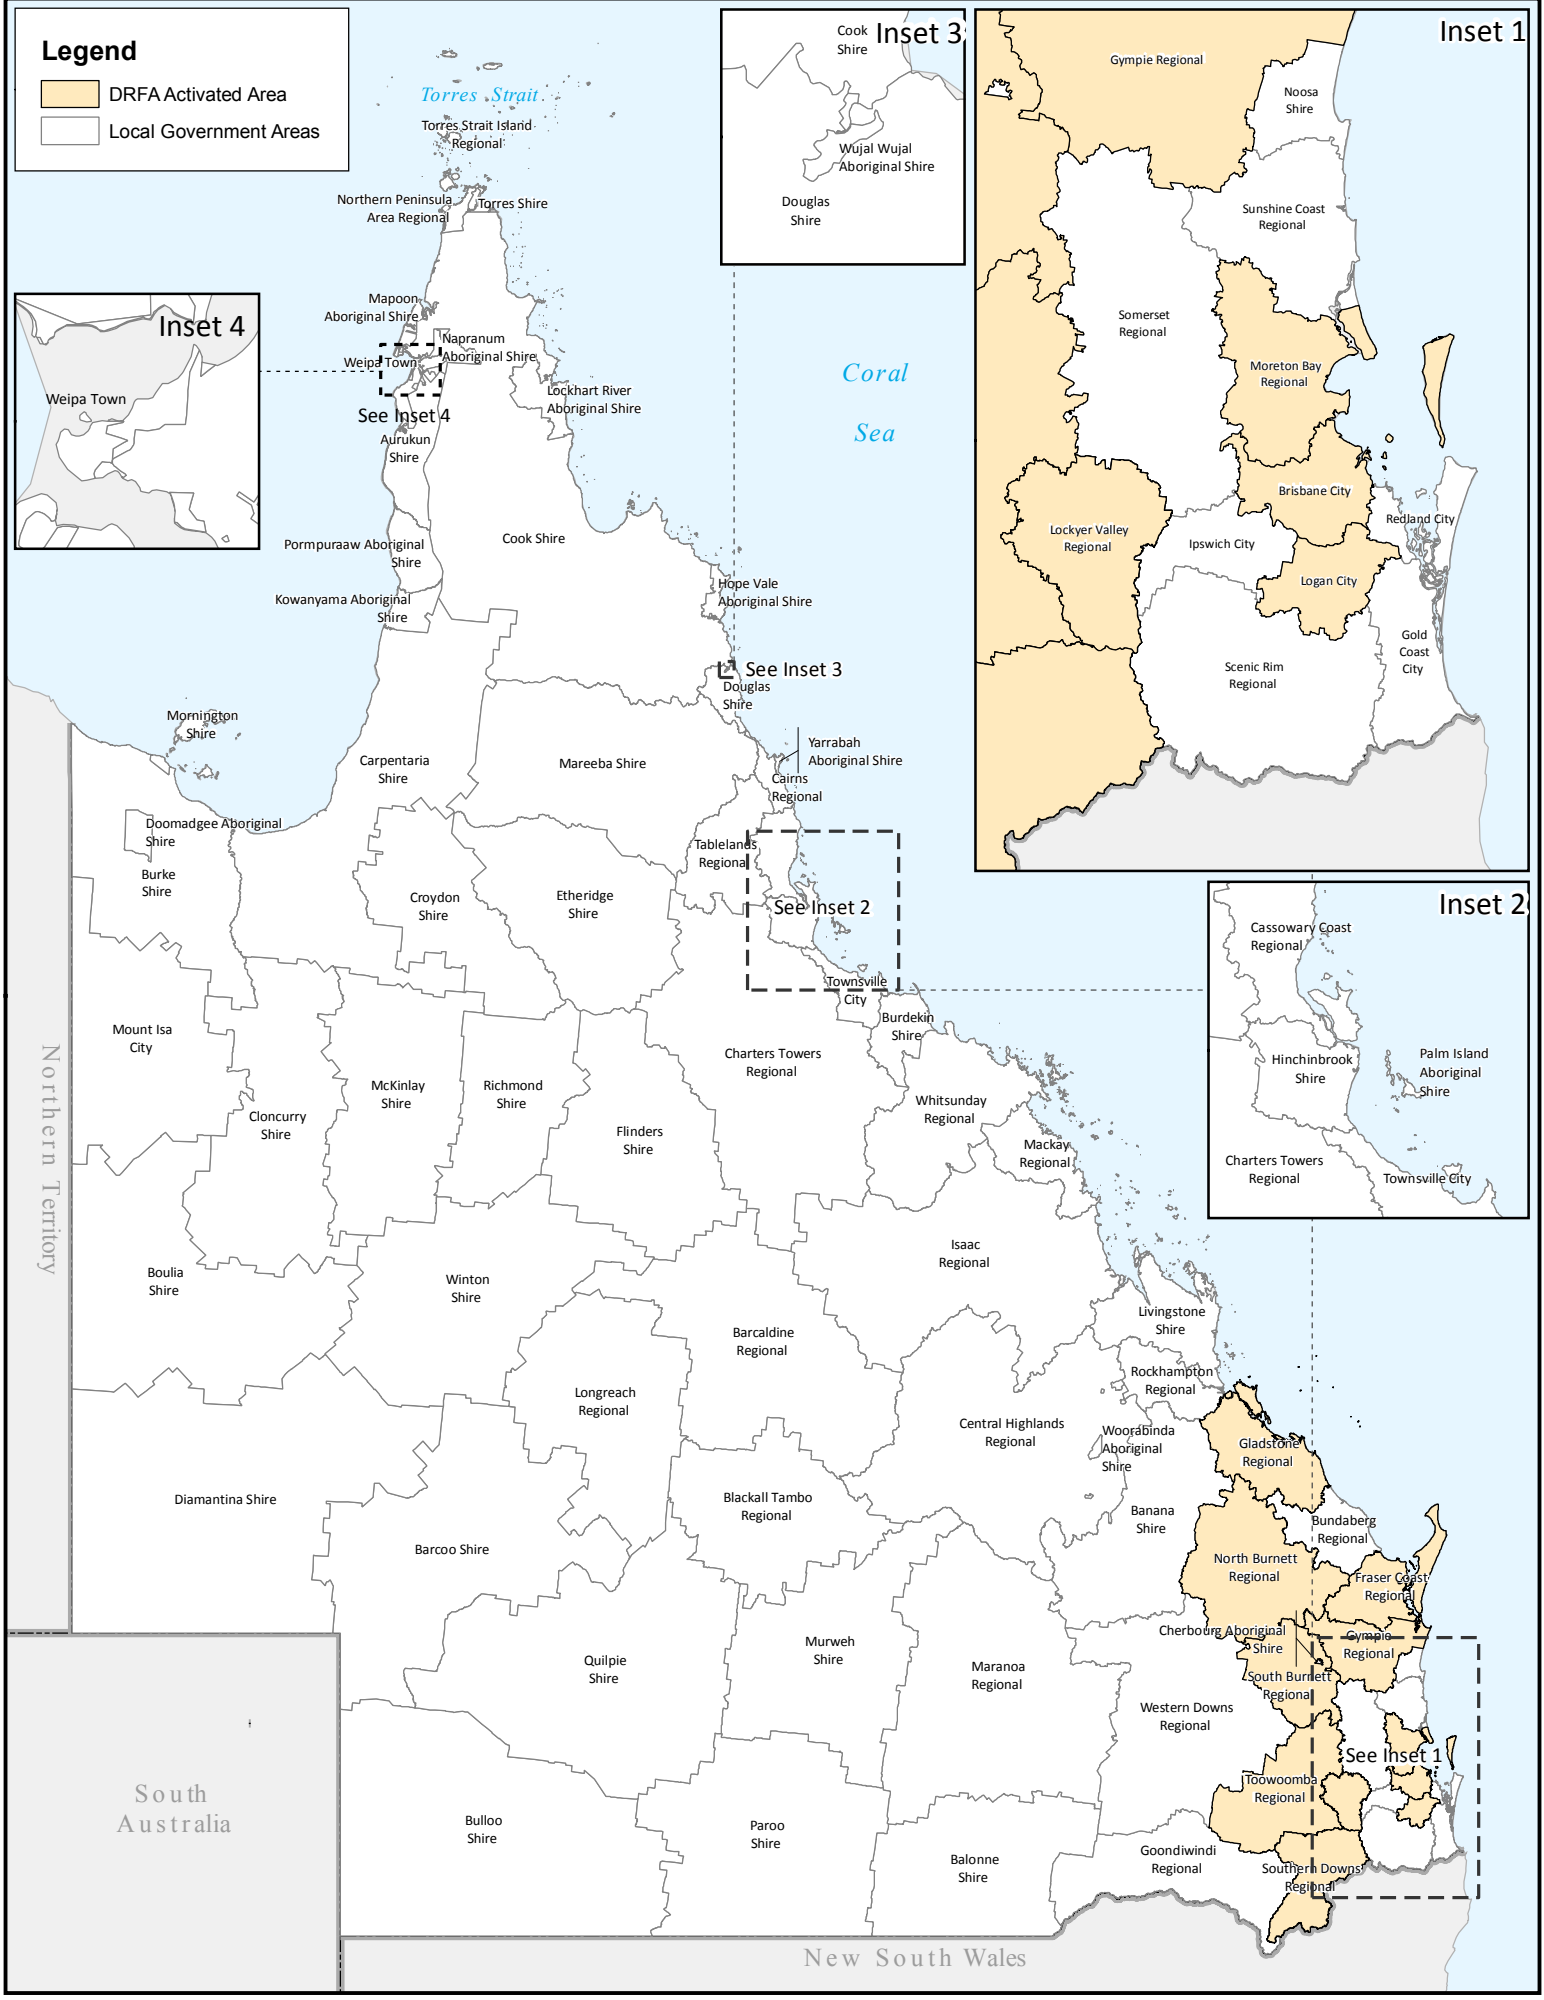 Legend
DRFA Activated Area
Local Government Areas
Torres Strait
Torres Strait Island
Regional
Northern Peninsula
Area Regional
Torres Shire
Mapoon
Aboriginal Shire
Napranum
Aboriginal Shire
Weipa Town
See Inset 4
Lockhart River
Aboriginal Shire
Aurukun
Shire
Coral
Sea
Cook Shire
Pormpuraaw Aboriginal
Shire
Kowanyama Aboriginal
Shire
Hope Vale
Aboriginal Shire
See Inset 3
Douglas
Shire
Mornington
Shire
Carpentaria
Shire
Mareeba Shire
Yarrabah
Aboriginal Shire
Cairns
Regional
Doomadgee Aboriginal
Shire
Burke
Shire
Tablelands
Regional
Croydon
Shire
Etheridge
Shire
See Inset 2
Townsville
City
Burdekin
Shire
Mount Isa
City
Northern Territory
Cloncurry
Shire
McKinlay
Shire
Richmond
Shire
Flinders
Shire
Charters Towers
Regional
Whitsunday
Regional
Mackay
Regional
Isaac
Regional
Boulia
Shire
Winton
Shire
Livingstone
Shire
Barcaldine
Regional
Rockhampton
Regional
Longreach
Regional
Central Highlands
Regional
Woorabinda
Aboriginal
Shire
Gladstone
Regional
Diamantina Shire
Blackall Tambo
Regional
Banana
Shire
Bundaberg
Regional
Barcoo Shire
North Burnett
Regional
Fraser Coast
Regional
Cherbourg Aboriginal
Shire
Gympie
Regional
Quilpie
Shire
Murweh
Shire
Maranoa
Regional
South Burnett
Regional
Western Downs
Regional
See Inset 1
Toowoomba
Regional
South
Australia
Bulloo
Shire
Paroo
Shire
Balonne
Shire
Goondiwindi
Regional
Southern Downs
Regional
New South Wales
Inset 4
Weipa Town
Inset 3
Cook
Shire
Wujal Wujal
Aboriginal Shire
Douglas
Shire
Inset 1
Gympie Regional
Noosa
Shire
Sunshine Coast
Regional
Somerset
Regional
Moreton Bay
Regional
Brisbane City
Redland City
Lockyer Valley
Regional
Ipswich City
Logan City
Gold
Coast
City
Scenic Rim
Regional
Inset 2
Cassowary Coast
Regional
Hinchinbrook
Shire
Palm Island
Aboriginal
Shire
Charters Towers
Regional
Townsville City